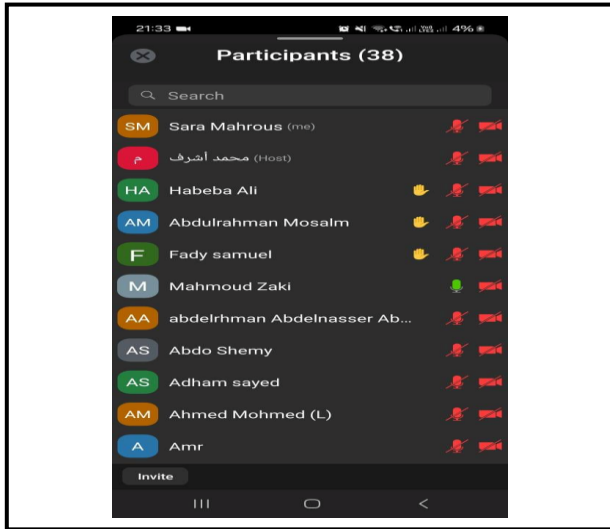 21:33 4%
Participants (38)
Search
SM Sara Mahrous (me)
م محمد أشرف (Host)
HA Habeba Ali
AM Abdulrahman Mosalm
F Fady samuel
M Mahmoud Zaki
AA abdelrhman Abdelnasser Ab...
AS Abdo Shemy
AS Adham sayed
AM Ahmed Mohmed (L)
A Amr
Invite